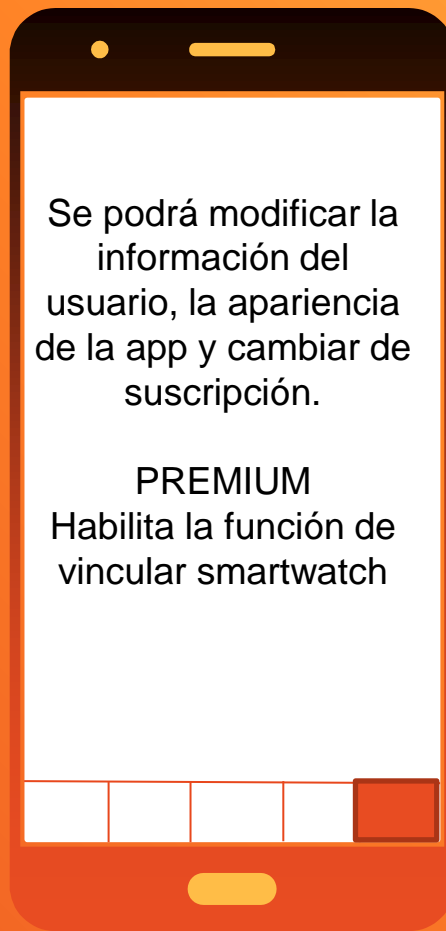 Se podrá modificar la
información del
usuario, la apariencia
de la app y cambiar de
suscripción.
PREMIUM
Habilita la función de
vincular smartwatch